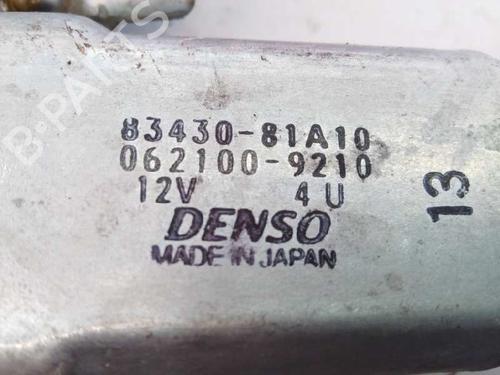 83430-81A10
062100-9210
12V 4U
DENSO
MADE IN JAPAN
13
B-PARTS